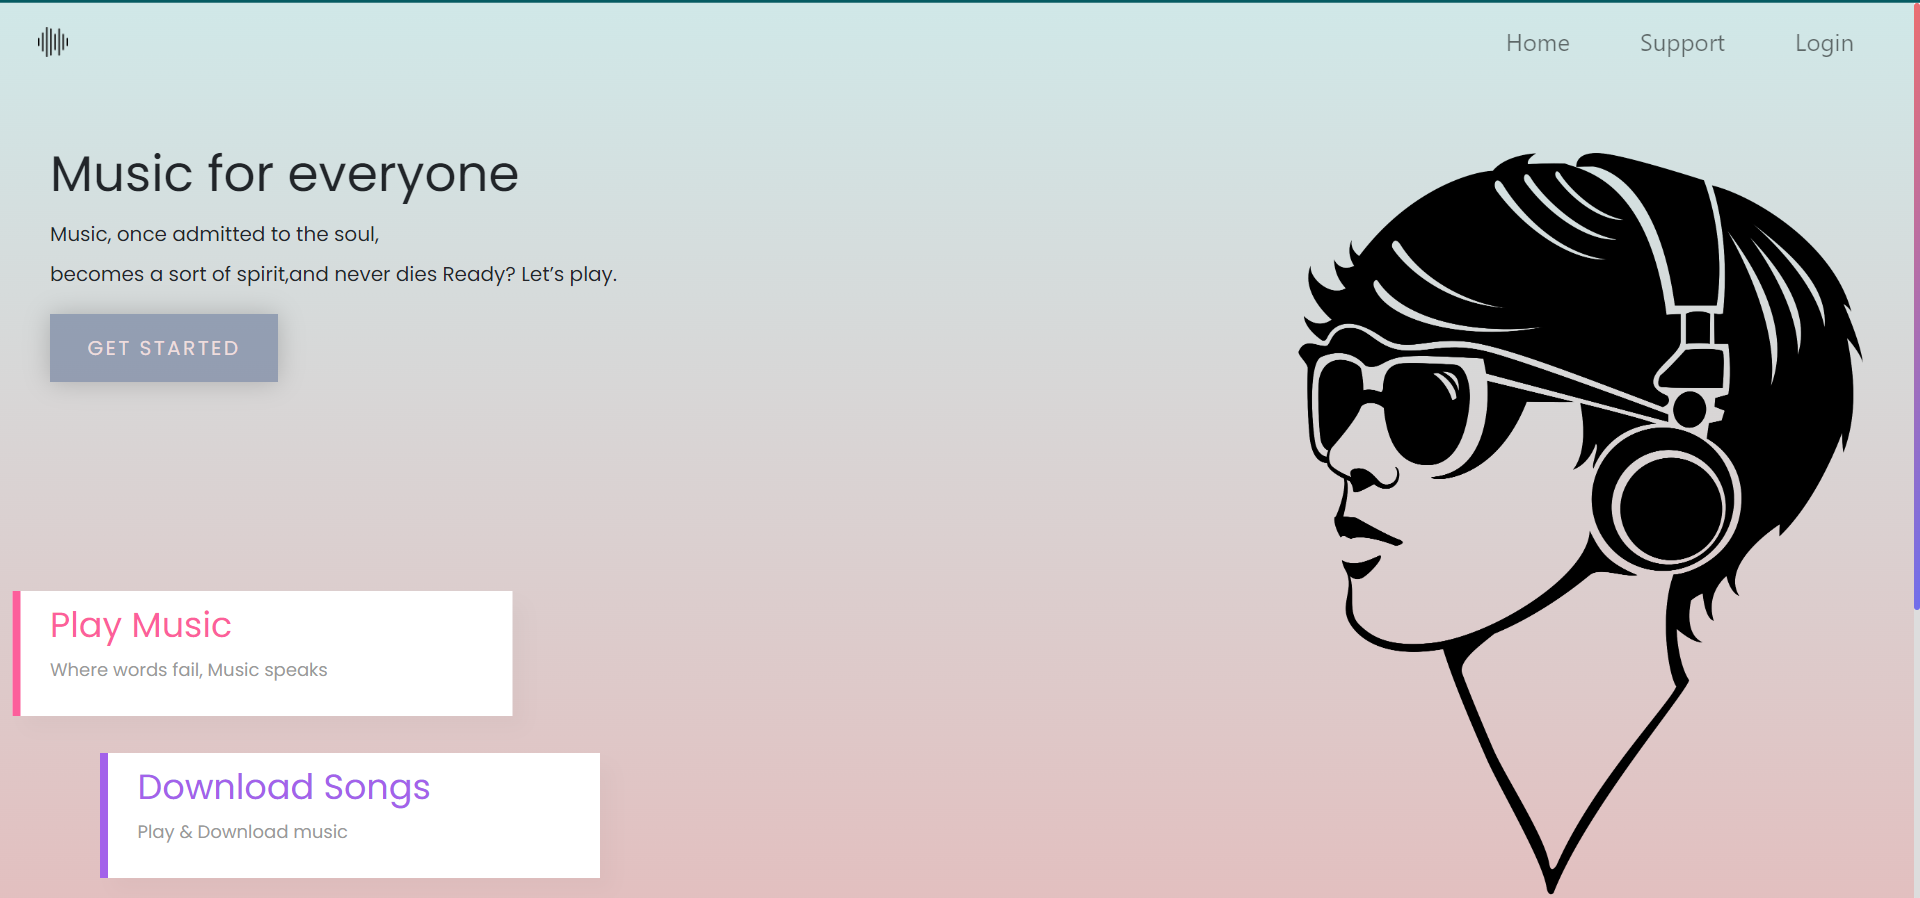 Home Support Login
Music for everyone
Music, once admitted to the soul,
becomes a sort of spirit,and never dies Ready? Let’s play.
GET STARTED
Play Music
Where words fail, Music speaks
Download Songs
Play & Download music